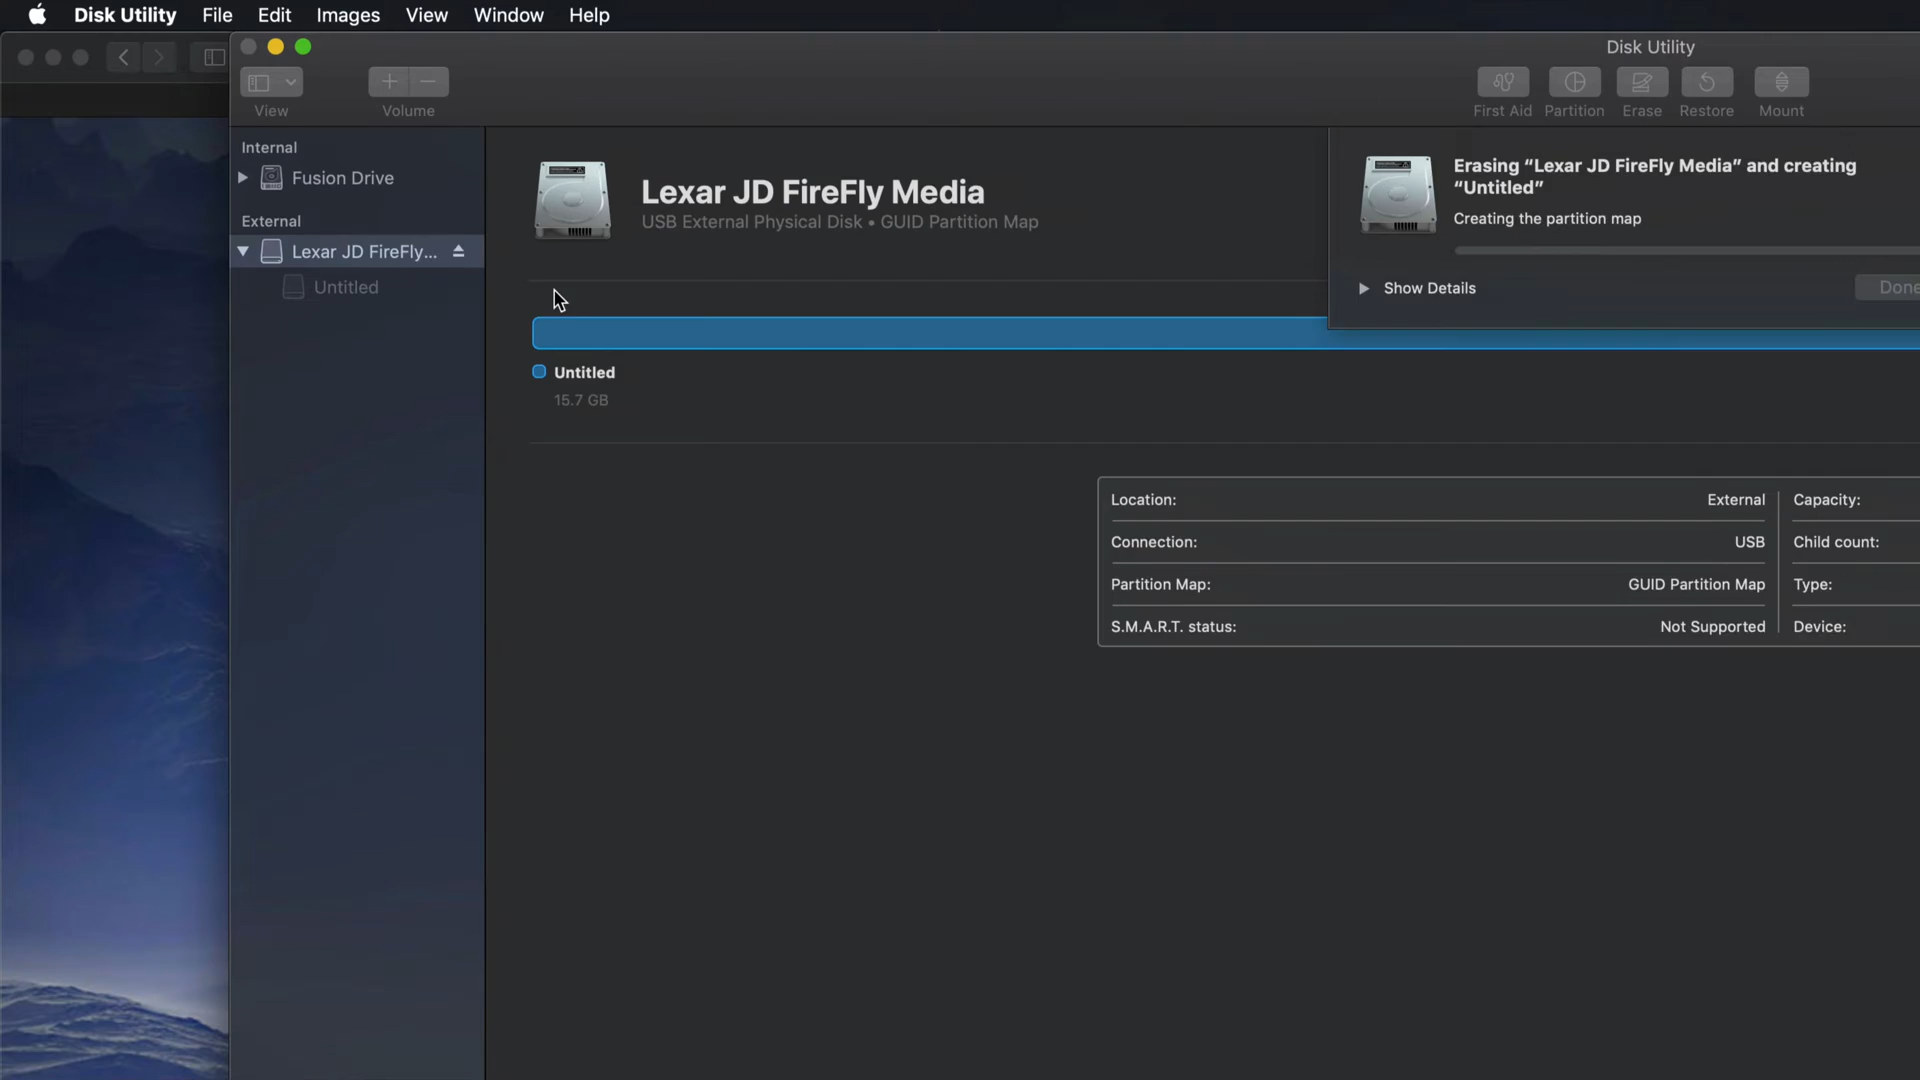 Disk Utility File Edit Images View Window Help
Disk Utility
View
Volume
First Aid Partition Erase Restore Mount
Internal
Fusion Drive
External
Lexar JD FireFly...
Untitled
Lexar JD FireFly Media
USB External Physical Disk • GUID Partition Map
Erasing “Lexar JD FireFly Media” and creating
“Untitled”
Creating the partition map
Show Details
Done
Untitled
15.7 GB
Location: External Capacity:
Connection: USB Child count:
Partition Map: GUID Partition Map Type:
S.M.A.R.T. status: Not Supported Device: